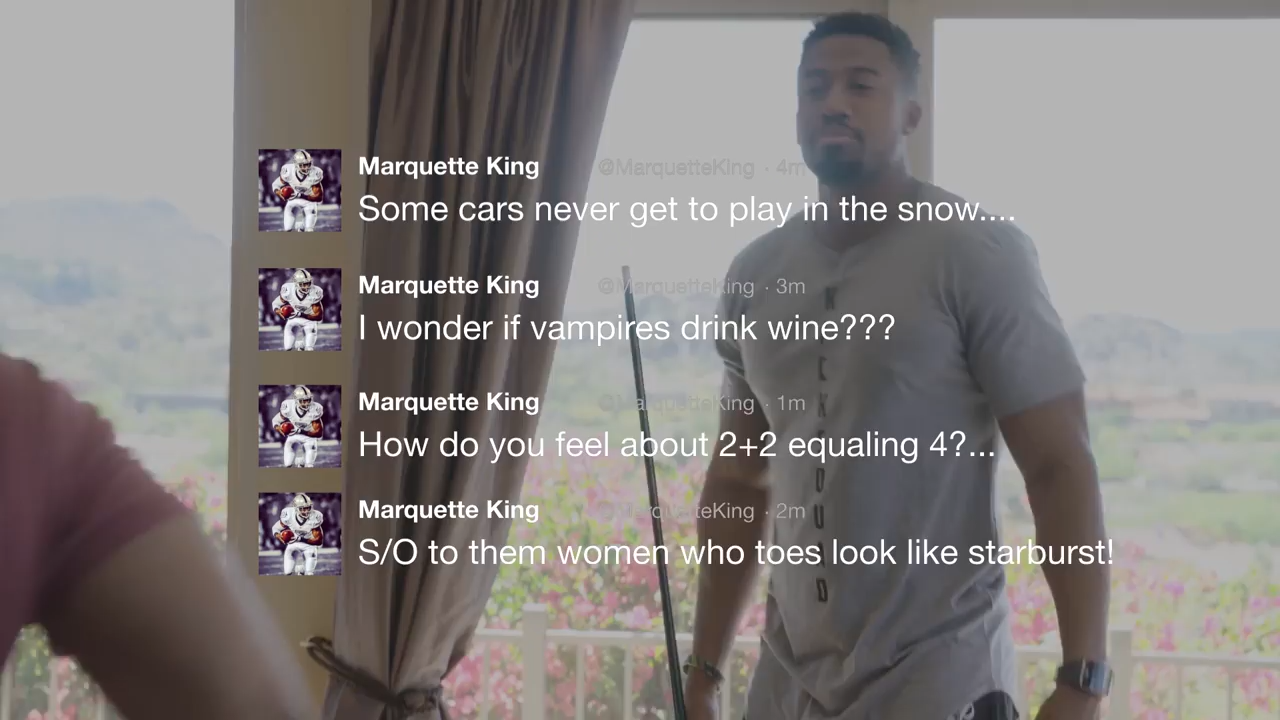 Marquette King @MarquetteKing · 4m
Some cars never get to play in the snow....
Marquette King @MarquetteKing · 3m
I wonder if vampires drink wine???
Marquette King @MarquetteKing · 1m
How do you feel about 2+2 equaling 4?...
Marquette King @MarquetteKing · 2m
S/O to them women who toes look like starburst!